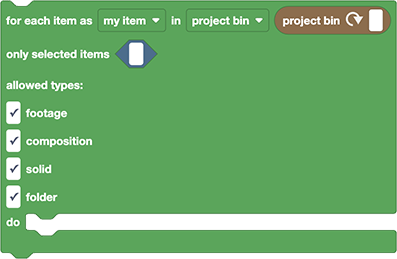 for each item as my item in project bin project bin
only selected items
allowed types:
footage
composition
solid
folder
do